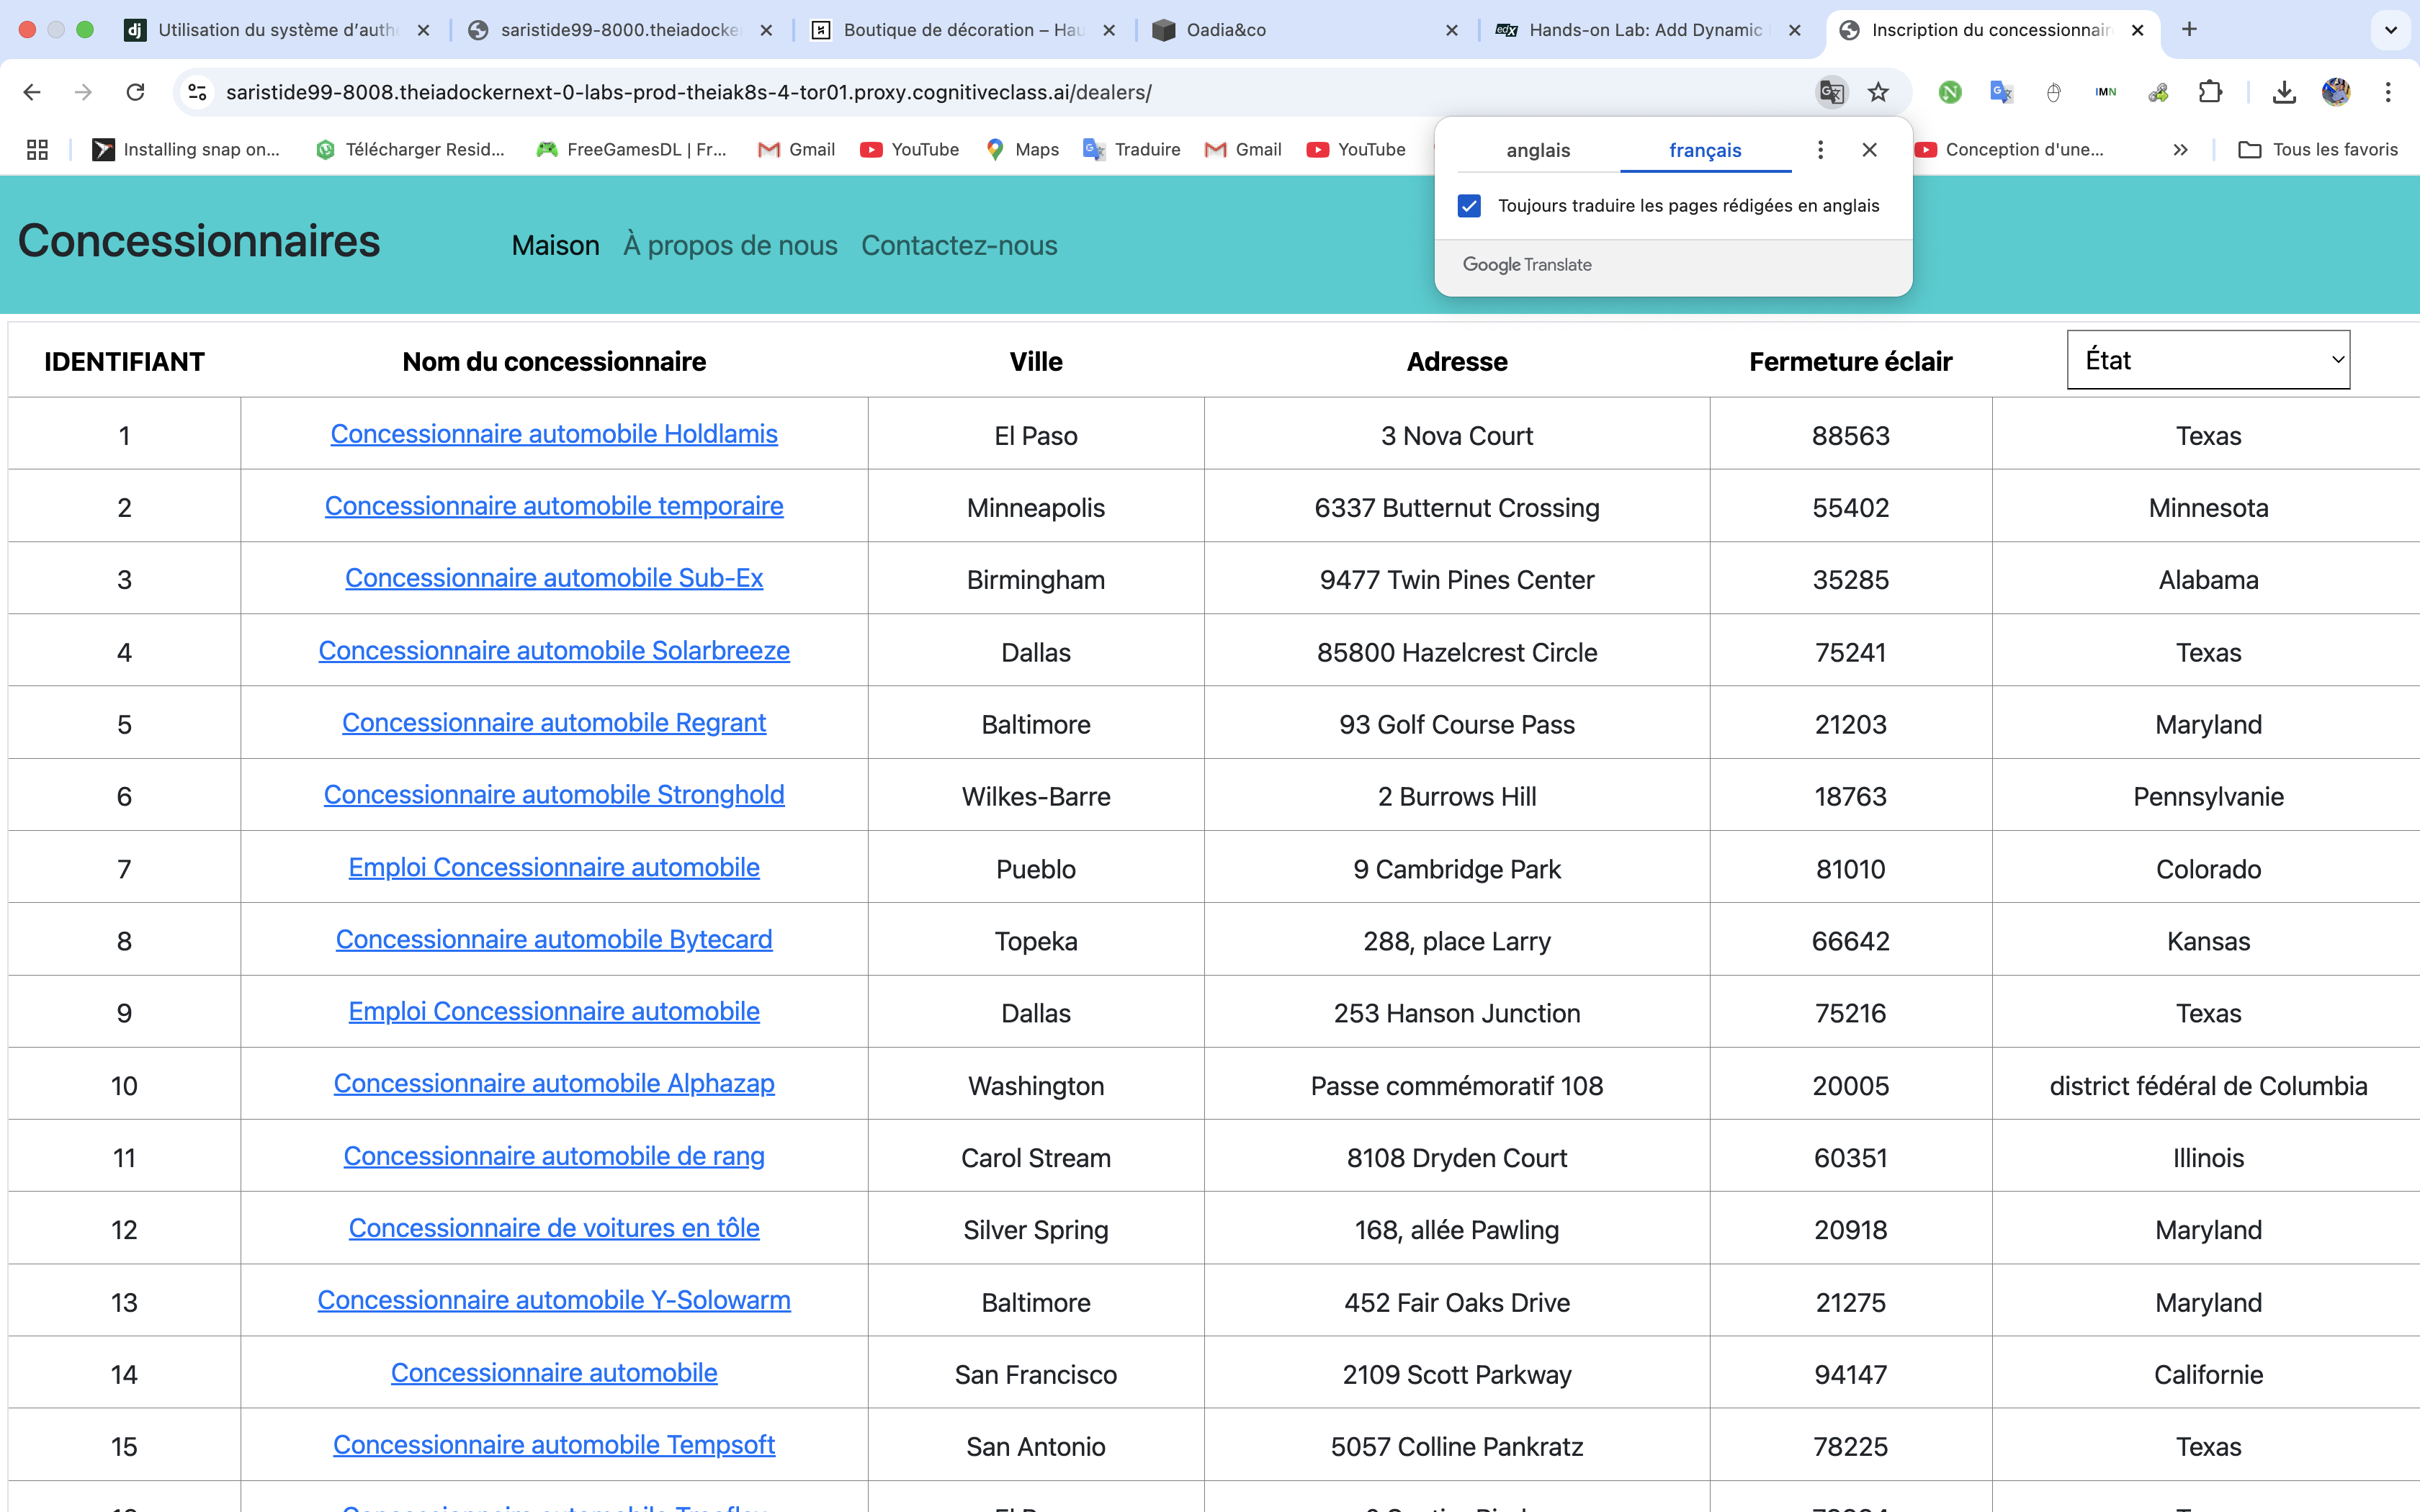 dj Utilisation du système d'authe
saristide99-8000.theiadocke
Boutique de décoration – Hau
Oadia&co
edX Hands-on Lab: Add Dynamic
Inscription du concessionnair
saristide99-8008.theiadockernext-0-labs-prod-theiak8s-4-tor01.proxy.cognitiveclass.ai/dealers/
IMN
Installing snap on...
Télécharger Resid...
FreeGamesDL | Fr...
Gmail
YouTube
Maps
Traduire
Gmail
YouTube
Conception d'une...
Tous les favoris
anglais français
Toujours traduire les pages rédigées en anglais
Google Translate
Concessionnaires Maison À propos de nous Contactez-nous
IDENTIFIANT Nom du concessionnaire Ville Adresse Fermeture éclair État
1 Concessionnaire automobile Holdlamis El Paso 3 Nova Court 88563 Texas
2 Concessionnaire automobile temporaire Minneapolis 6337 Butternut Crossing 55402 Minnesota
3 Concessionnaire automobile Sub-Ex Birmingham 9477 Twin Pines Center 35285 Alabama
4 Concessionnaire automobile Solarbreeze Dallas 85800 Hazelcrest Circle 75241 Texas
5 Concessionnaire automobile Regrant Baltimore 93 Golf Course Pass 21203 Maryland
6 Concessionnaire automobile Stronghold Wilkes-Barre 2 Burrows Hill 18763 Pennsylvanie
7 Emploi Concessionnaire automobile Pueblo 9 Cambridge Park 81010 Colorado
8 Concessionnaire automobile Bytecard Topeka 288, place Larry 66642 Kansas
9 Emploi Concessionnaire automobile Dallas 253 Hanson Junction 75216 Texas
10 Concessionnaire automobile Alphazap Washington Passe commémoratif 108 20005 district fédéral de Columbia
11 Concessionnaire automobile de rang Carol Stream 8108 Dryden Court 60351 Illinois
12 Concessionnaire de voitures en tôle Silver Spring 168, allée Pawling 20918 Maryland
13 Concessionnaire automobile Y-Solowarm Baltimore 452 Fair Oaks Drive 21275 Maryland
14 Concessionnaire automobile San Francisco 2109 Scott Parkway 94147 Californie
15 Concessionnaire automobile Tempsoft San Antonio 5057 Colline Pankratz 78225 Texas